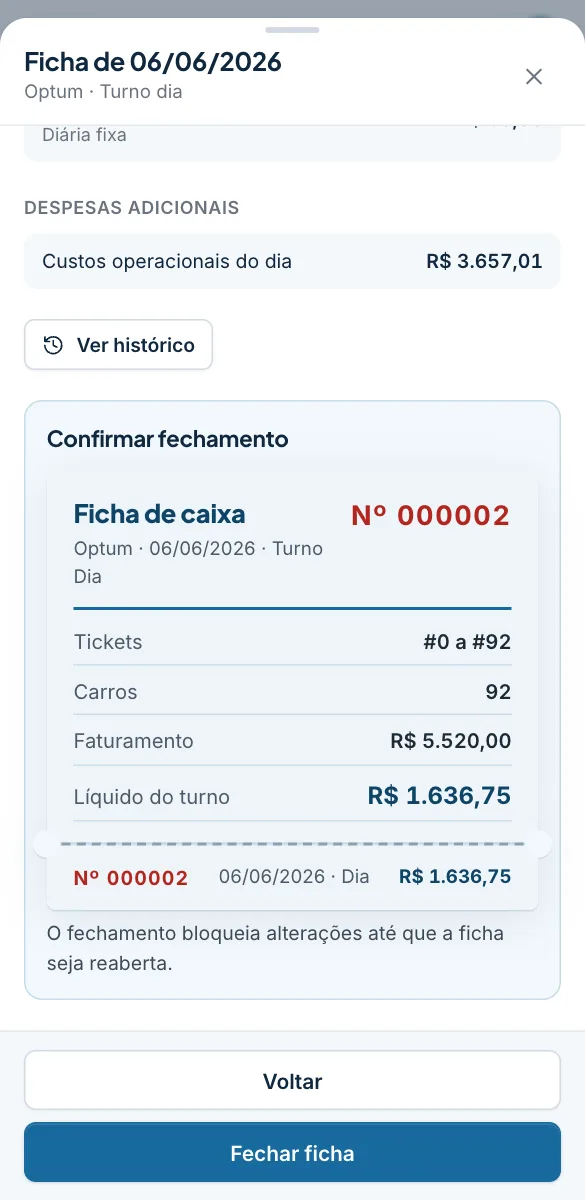 Ficha de 06/06/2026
Optum · Turno dia
Diária fixa
DESPESAS ADICIONAIS
Custos operacionais do dia R$ 3.657,01
Ver histórico
Confirmar fechamento
Ficha de caixa Nº 000002
Optum · 06/06/2026 · Turno
Dia
Tickets #0 a #92
Carros 92
Faturamento R$ 5.520,00
Líquido do turno R$ 1.636,75
Nº 000002 06/06/2026 · Dia R$ 1.636,75
O fechamento bloqueia alterações até que a ficha
seja reaberta.
Voltar
Fechar ficha